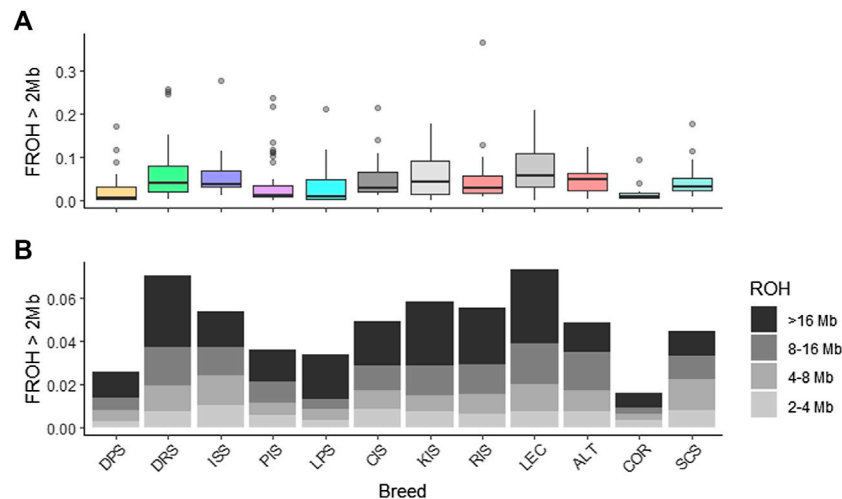 A
FROH > 2Mb
0.3
0.2
0.1
0.0
B
FROH > 2Mb
0.06
0.04
0.02
0.00
DPS DRS ISS PIS LPS CIS KIS RIS LEC ALT COR SCS
Breed
ROH
>16 Mb
8-16 Mb
4-8 Mb
2-4 Mb